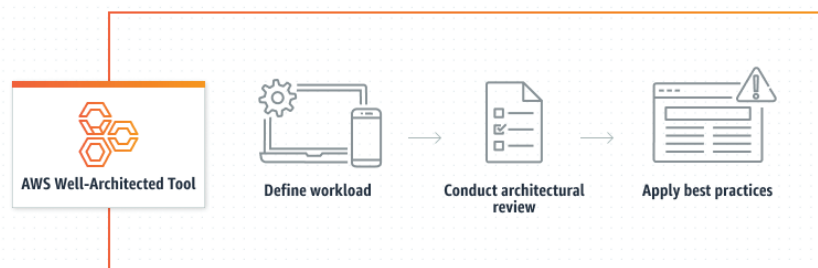 AWS Well-Architected Tool
Define workload
Conduct architectural
review
Apply best practices